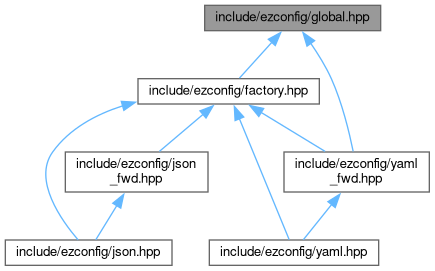 include/ezconfig/global.hpp
include/ezconfig/factory.hpp
include/ezconfig/json
_fwd.hpp
include/ezconfig/yaml
_fwd.hpp
include/ezconfig/json.hpp
include/ezconfig/yaml.hpp